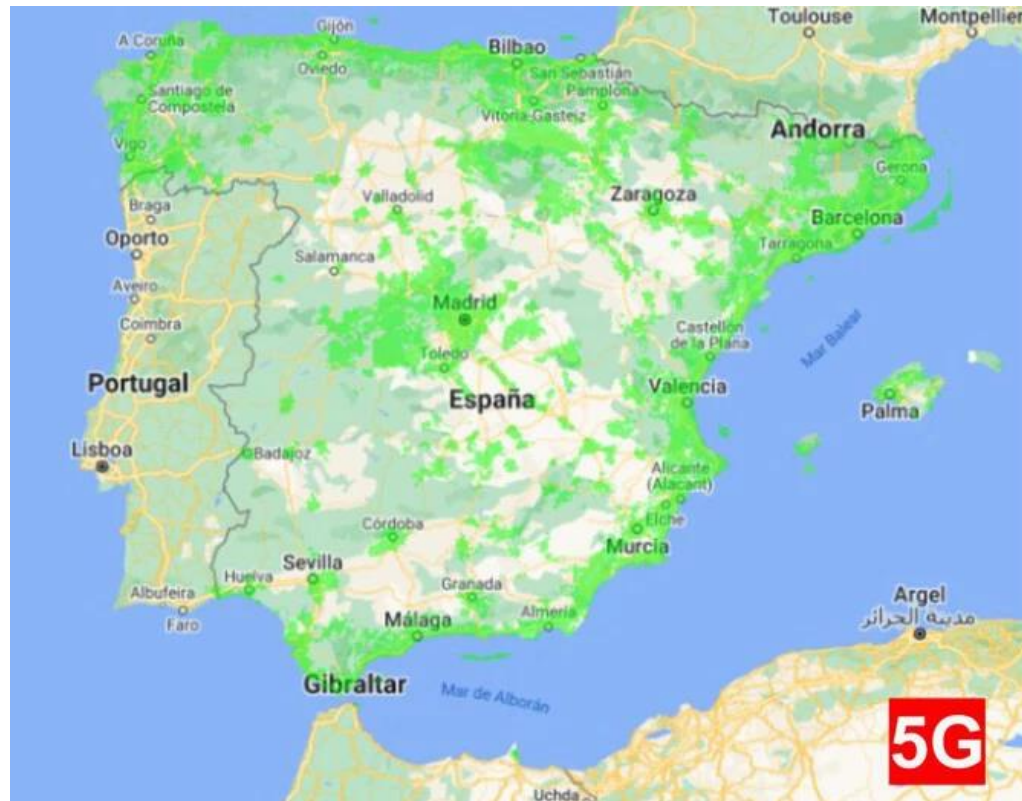 Toulouse
Montpellier
Gijón
A Coruña
Bilbao
Oviedo
San Sebastián
Santiago de
Compostela
Pamplona
Vitoria-Gasteiz
Andorra
Vigo
Gerona
Zaragoza
Valladolid
Braga
Barcelona
Oporto
Tarragona
Salamanca
Aveiro
Madrid
Coimbra
Castellón
de la Plana
Mar Balear
Toledo
Portugal
España
Valencia
Palma
Lisboa
Badajoz
Alicante
(Alacant)
Elche
Córdoba
Murcia
Sevilla
Huelva
Granada
Albufeira
Argel
مدينة الجزائر
Almería
Málaga
Faro
Gibraltar
Mar de Alborán
5G
Uchda